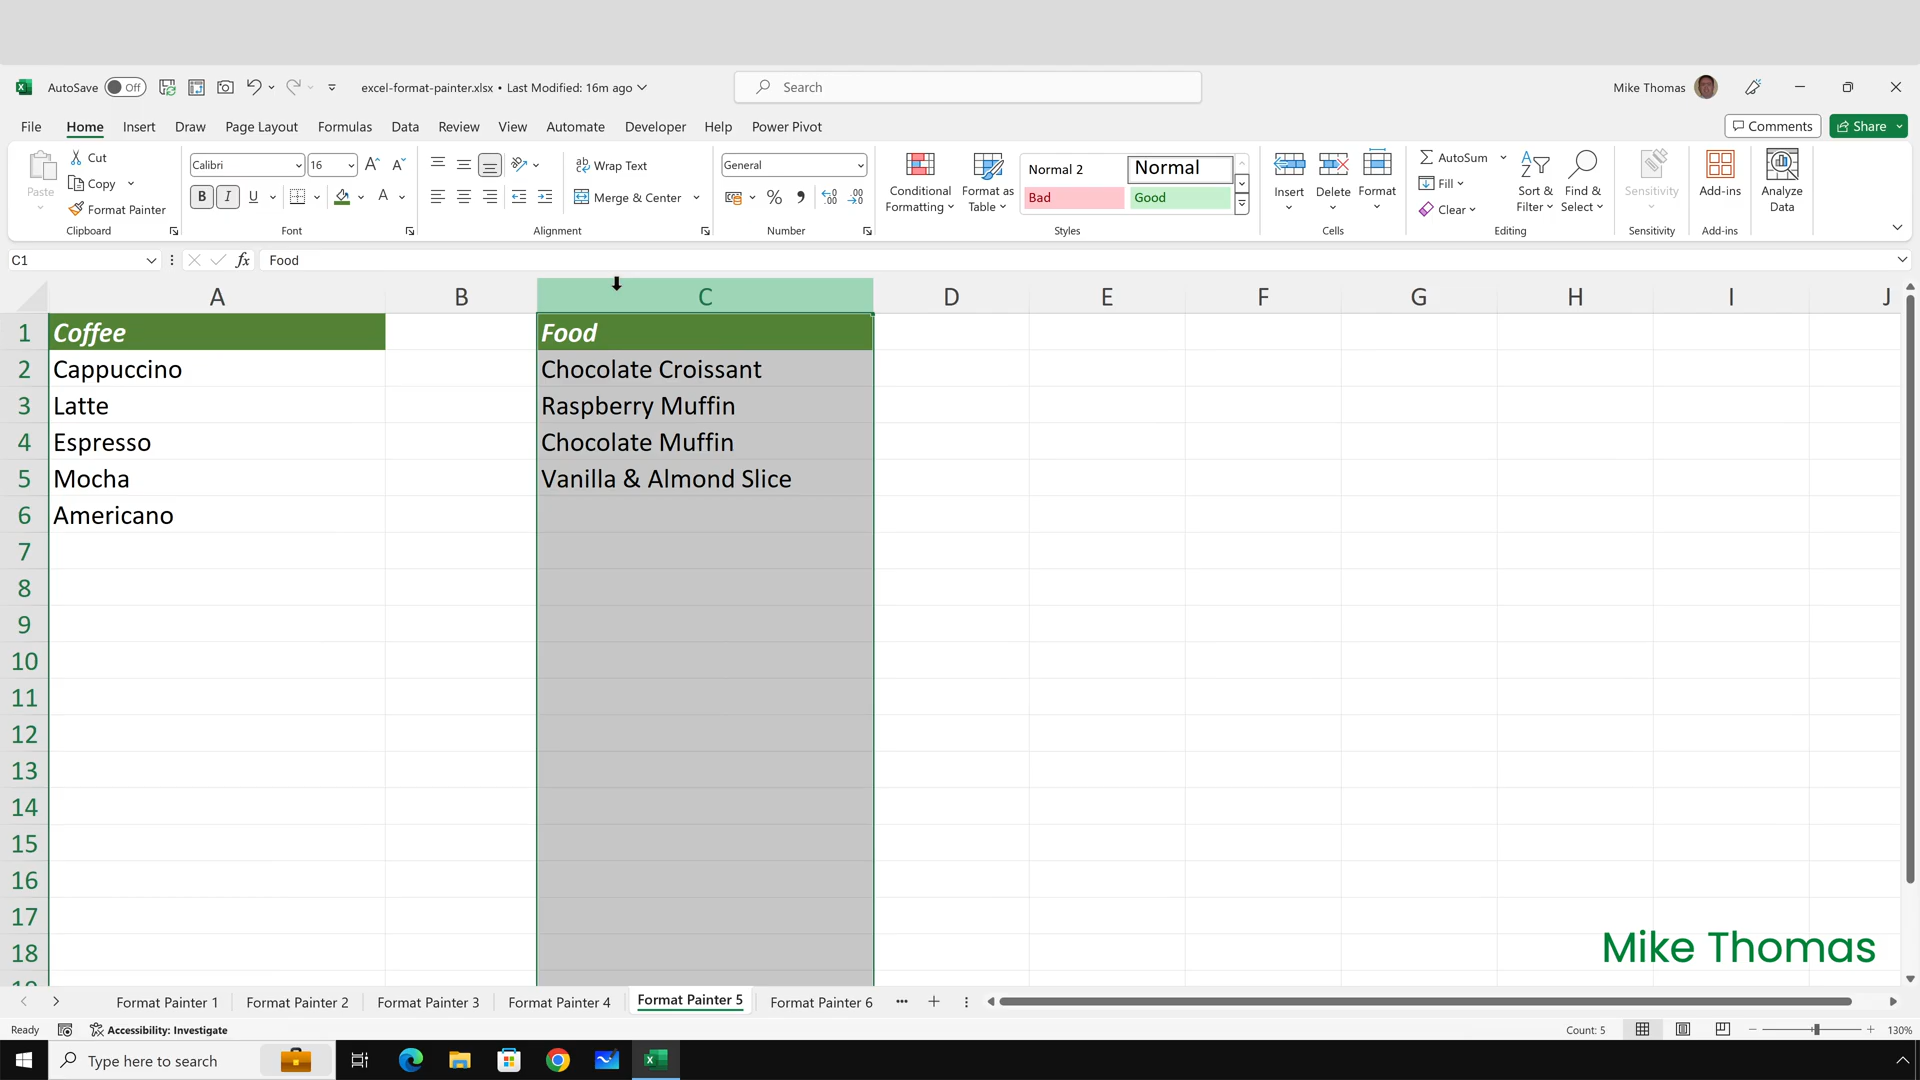 AutoSave Off excel-format-painter.xlsx • Last Modified: 16m ago Search Mike Thomas
File Home Insert Draw Page Layout Formulas Data Review View Automate Developer Help Power Pivot Comments Share
Paste Cut Copy Format Painter Clipboard
Calibri 16 B I U A Font
Wrap Text Merge & Center Alignment
General % Number
Conditional Formatting Format as Table Normal 2 Normal Bad Good Styles
Insert Delete Format Cells
AutoSum Fill Clear Sort & Filter Find & Select Editing
Sensitivity Sensitivity
Add-ins Add-ins
Analyze Data
C1 fx Food
A B C D E F G H I J
1 Coffee Food
2 Cappuccino Chocolate Croissant
3 Latte Raspberry Muffin
4 Espresso Chocolate Muffin
5 Mocha Vanilla & Almond Slice
6 Americano
7
8
9
10
11
12
13
14
15
16
17
18
Mike Thomas
Format Painter 1 Format Painter 2 Format Painter 3 Format Painter 4 Format Painter 5 Format Painter 6
Ready Accessibility: Investigate Count: 5 130%
Type here to search